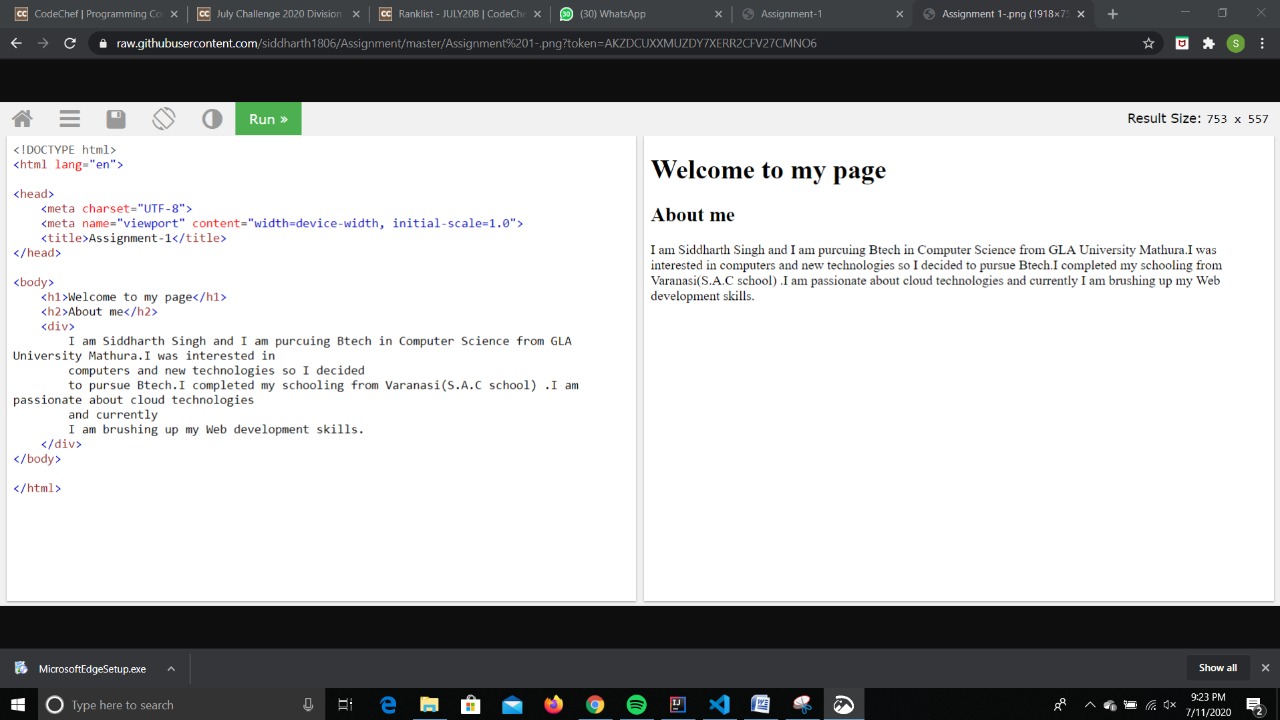 CodeChef | Programming Co
July Challenge 2020 Division
Ranklist - JULY20B | CodeChe
(30) WhatsApp
Assignment-1
Assignment 1-.png (1918×75
raw.githubusercontent.com/siddharth1806/Assignment/master/Assignment%201-.png?token=AKZDCUXXMUZDY7XERR2CFV27CMNO6
S
Run »
Result Size: 753 x 557
<!DOCTYPE html>
<html lang="en">
<head>
<meta charset="UTF-8">
<meta name="viewport" content="width=device-width, initial-scale=1.0">
<title>Assignment-1</title>
</head>
<body>
<h1>Welcome to my page</h1>
<h2>About me</h2>
<div>
I am Siddharth Singh and I am purcuing Btech in Computer Science from GLA
University Mathura.I was interested in
computers and new technologies so I decided
to pursue Btech.I completed my schooling from Varanasi(S.A.C school) .I am
passionate about cloud technologies
and currently
I am brushing up my Web development skills.
</div>
</body>
</html>
Welcome to my page
About me
I am Siddharth Singh and I am purcuing Btech in Computer Science from GLA University Mathura.I was
interested in computers and new technologies so I decided to pursue Btech.I completed my schooling from
Varanasi(S.A.C school) .I am passionate about cloud technologies and currently I am brushing up my Web
development skills.
MicrosoftEdgeSetup.exe
Show all
Type here to search
9:23 PM
7/11/2020
2